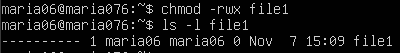 maria06@maria076:~$ chmod -rwx file1
maria06@maria076:~$ ls -l file1
---------- 1 maria06 maria06 0 Nov  7 15:09 file1